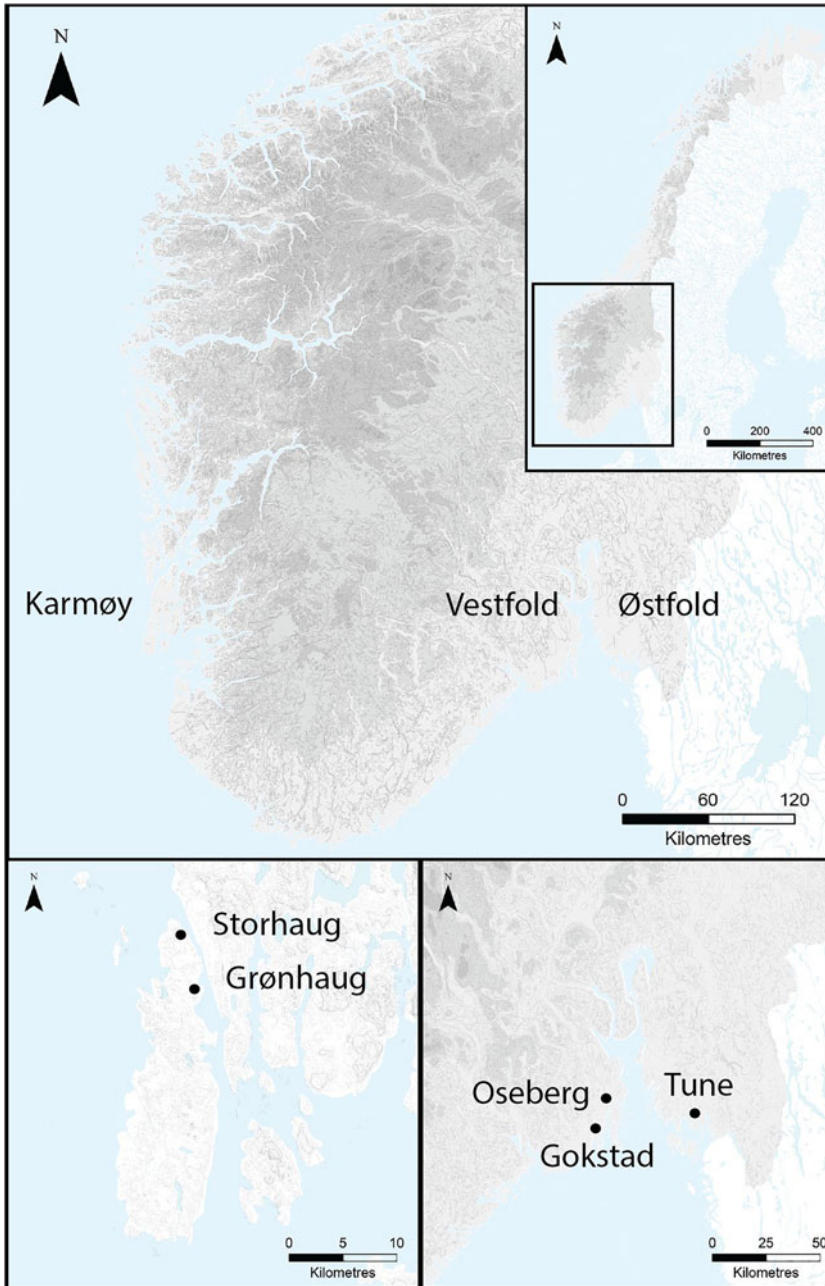 N
N
0 200 400
Kilometres
Karmøy
Vestfold
Østfold
0 60 120
Kilometres
N
Storhaug
Grønhaug
0 5 10
Kilometres
N
Oseberg
Tune
Gokstad
0 25 50
Kilometres